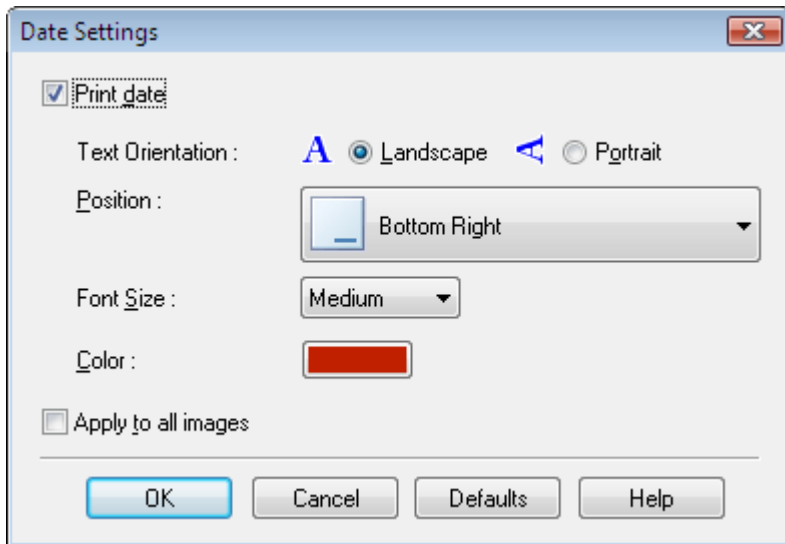 Date Settings
Print date
Text Orientation : A Landscape A Portrait
Position : Bottom Right
Font Size : Medium
Color :
Apply to all images
OK Cancel Defaults Help